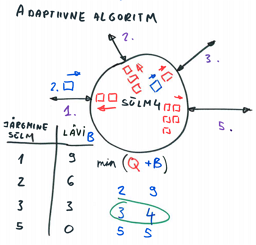 ADAPTIIVNE ALGORITM
2.
3.
2.
1.
SÕLM 4
5.
JÄRGMINE SÕLM
LÄVI B
min (Q + B)
1 9
2 6 2 9
3 3 3 4
5 0 5 5